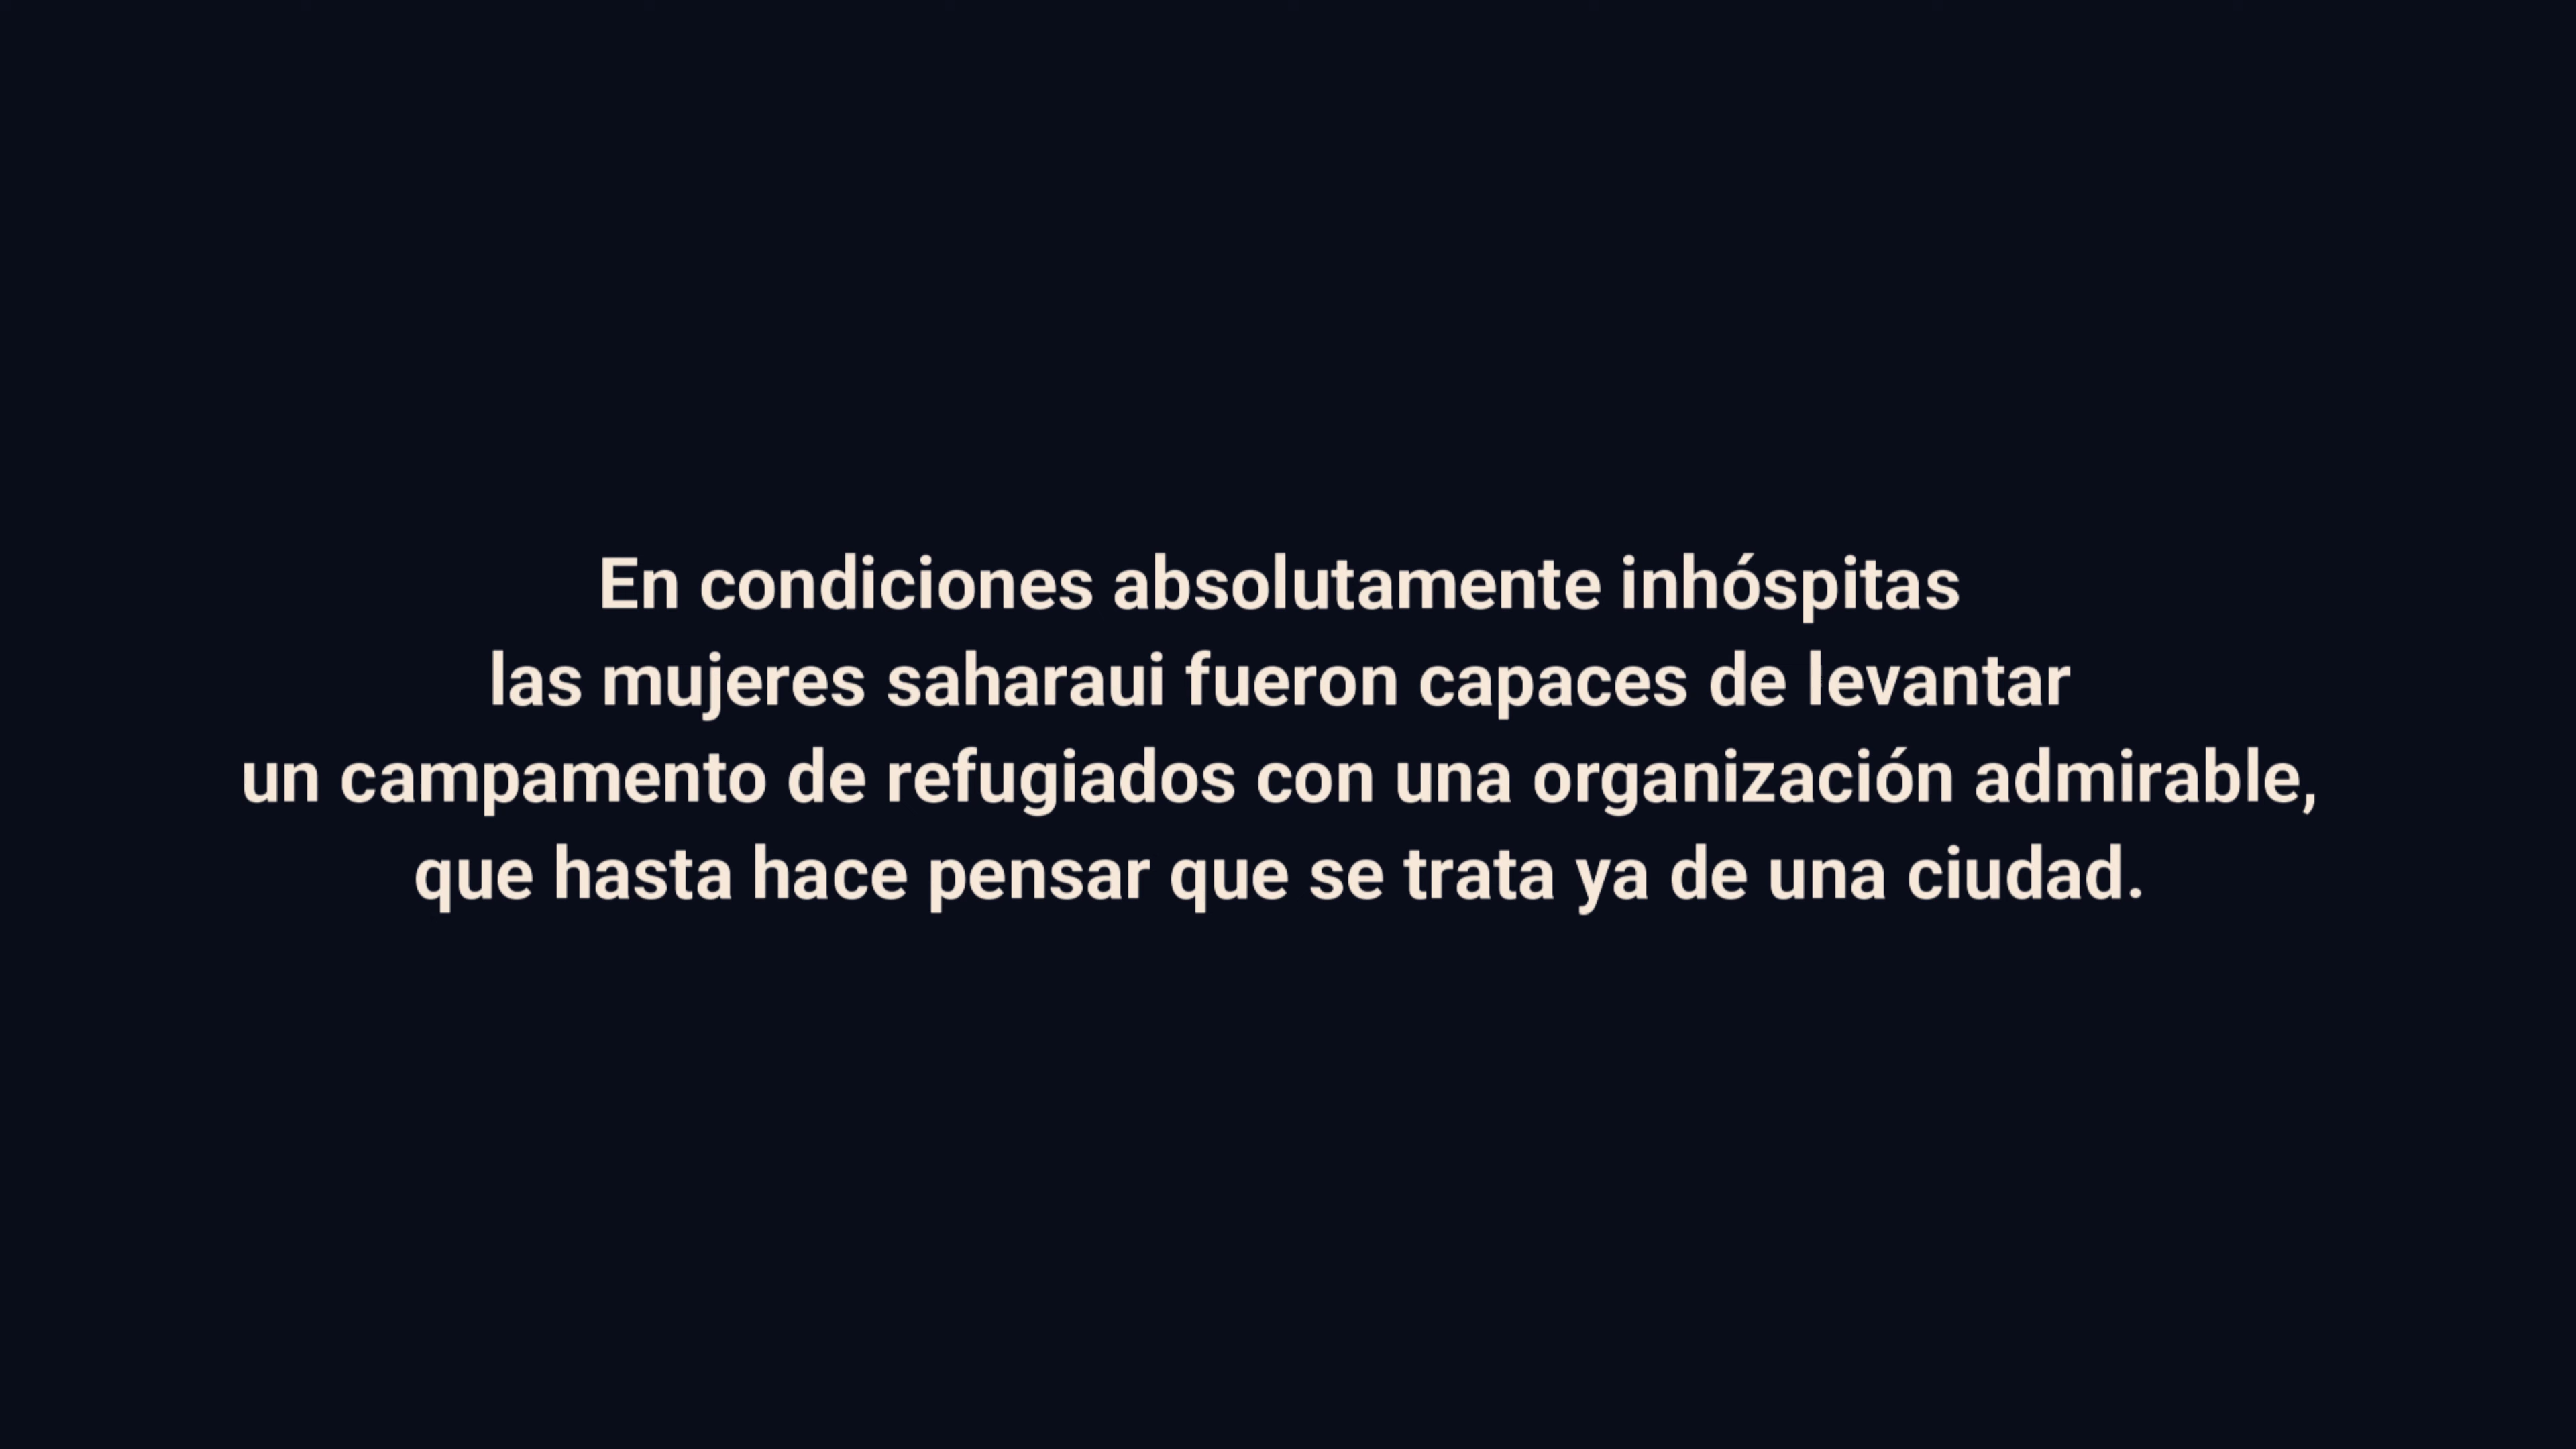 En condiciones absolutamente inhóspitas
las mujeres saharaui fueron capaces de levantar
un campamento de refugiados con una organización admirable,
que hasta hace pensar que se trata ya de una ciudad.